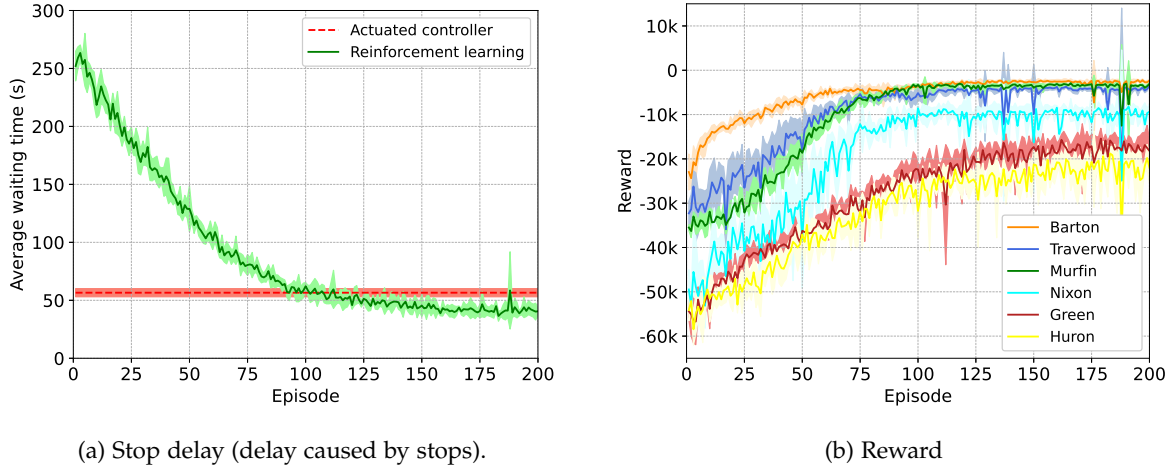 300
250
200
150
100
50
0
Average waiting time (s)
Actuated controller
Reinforcement learning
0 25 50 75 100 125 150 175 200
Episode
(a) Stop delay (delay caused by stops).
10k
0
-10k
-20k
-30k
-40k
-50k
-60k
Reward
Barton
Traverwood
Murfin
Nixon
Green
Huron
0 25 50 75 100 125 150 175 200
Episode
(b) Reward